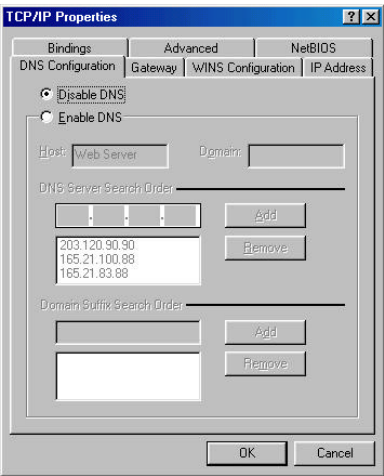 TCP/IP Properties
Bindings Advanced NetBIOS
DNS Configuration Gateway WINS Configuration IP Address
Disable DNS
Enable DNS
Host: Web Server Domain:
DNS Server Search Order
. . . Add
203.120.90.90 Remove
165.21.100.88
165.21.83.88
Domain Suffix Search Order
Add
Remove
OK Cancel